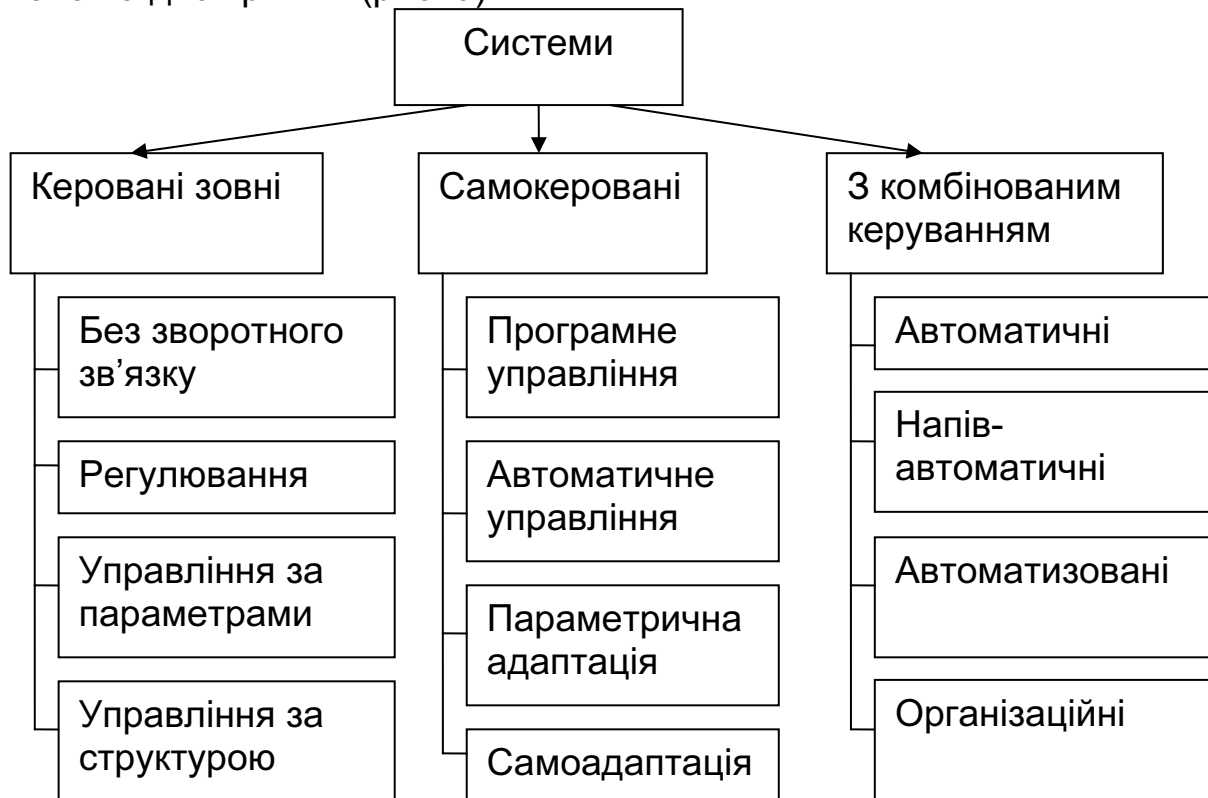 Системи
Керовані зовні
Самокеровані
З комбінованим
керуванням
Без зворотного
зв’язку
Регулювання
Управління за
параметрами
Управління за
структурою
Програмне
управління
Автоматичне
управління
Параметрична
адаптація
Самоадаптація
Автоматичні
Напів-
автоматичні
Автоматизовані
Організаційні